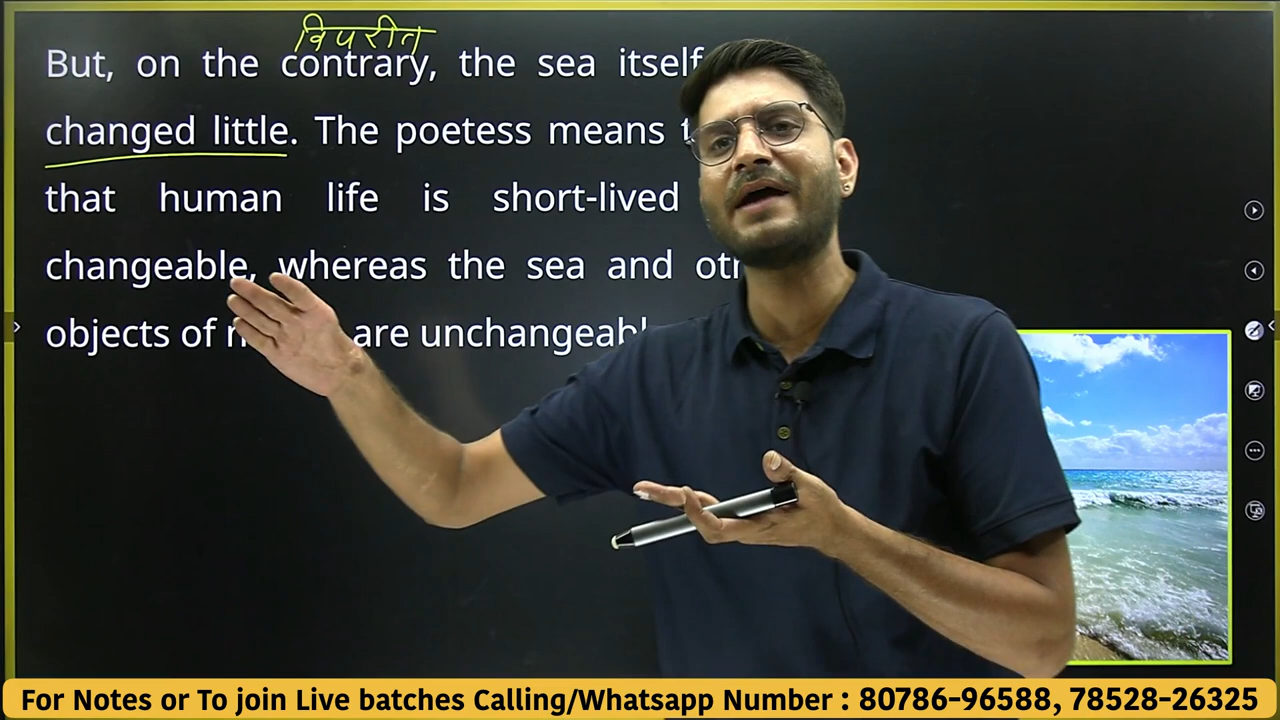 विपरीत
But, on the contrary, the sea itself
changed little. The poetess means
that human life is short-lived
changeable, whereas the sea and
objects of are
For Notes or To join Live batches Calling/Whatsapp Number : 80786-96588, 78528-26325